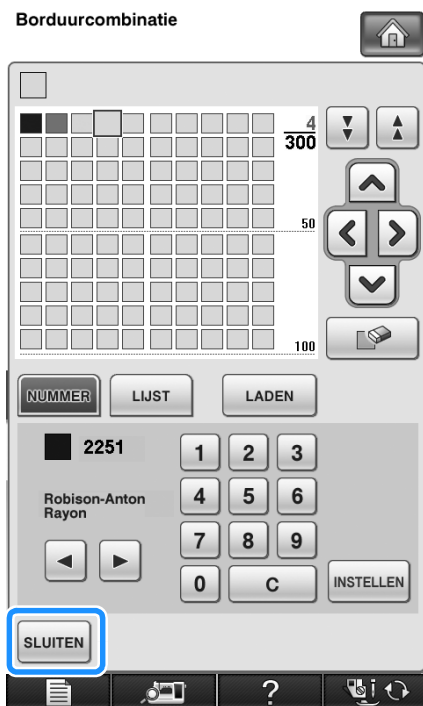 Borduurcombinatie
4
300
50
100
NUMMER LIJST LADEN
2251
1 2 3
Robison-Anton
Rayon
4 5 6
7 8 9
0 C INSTELLEN
SLUITEN
?